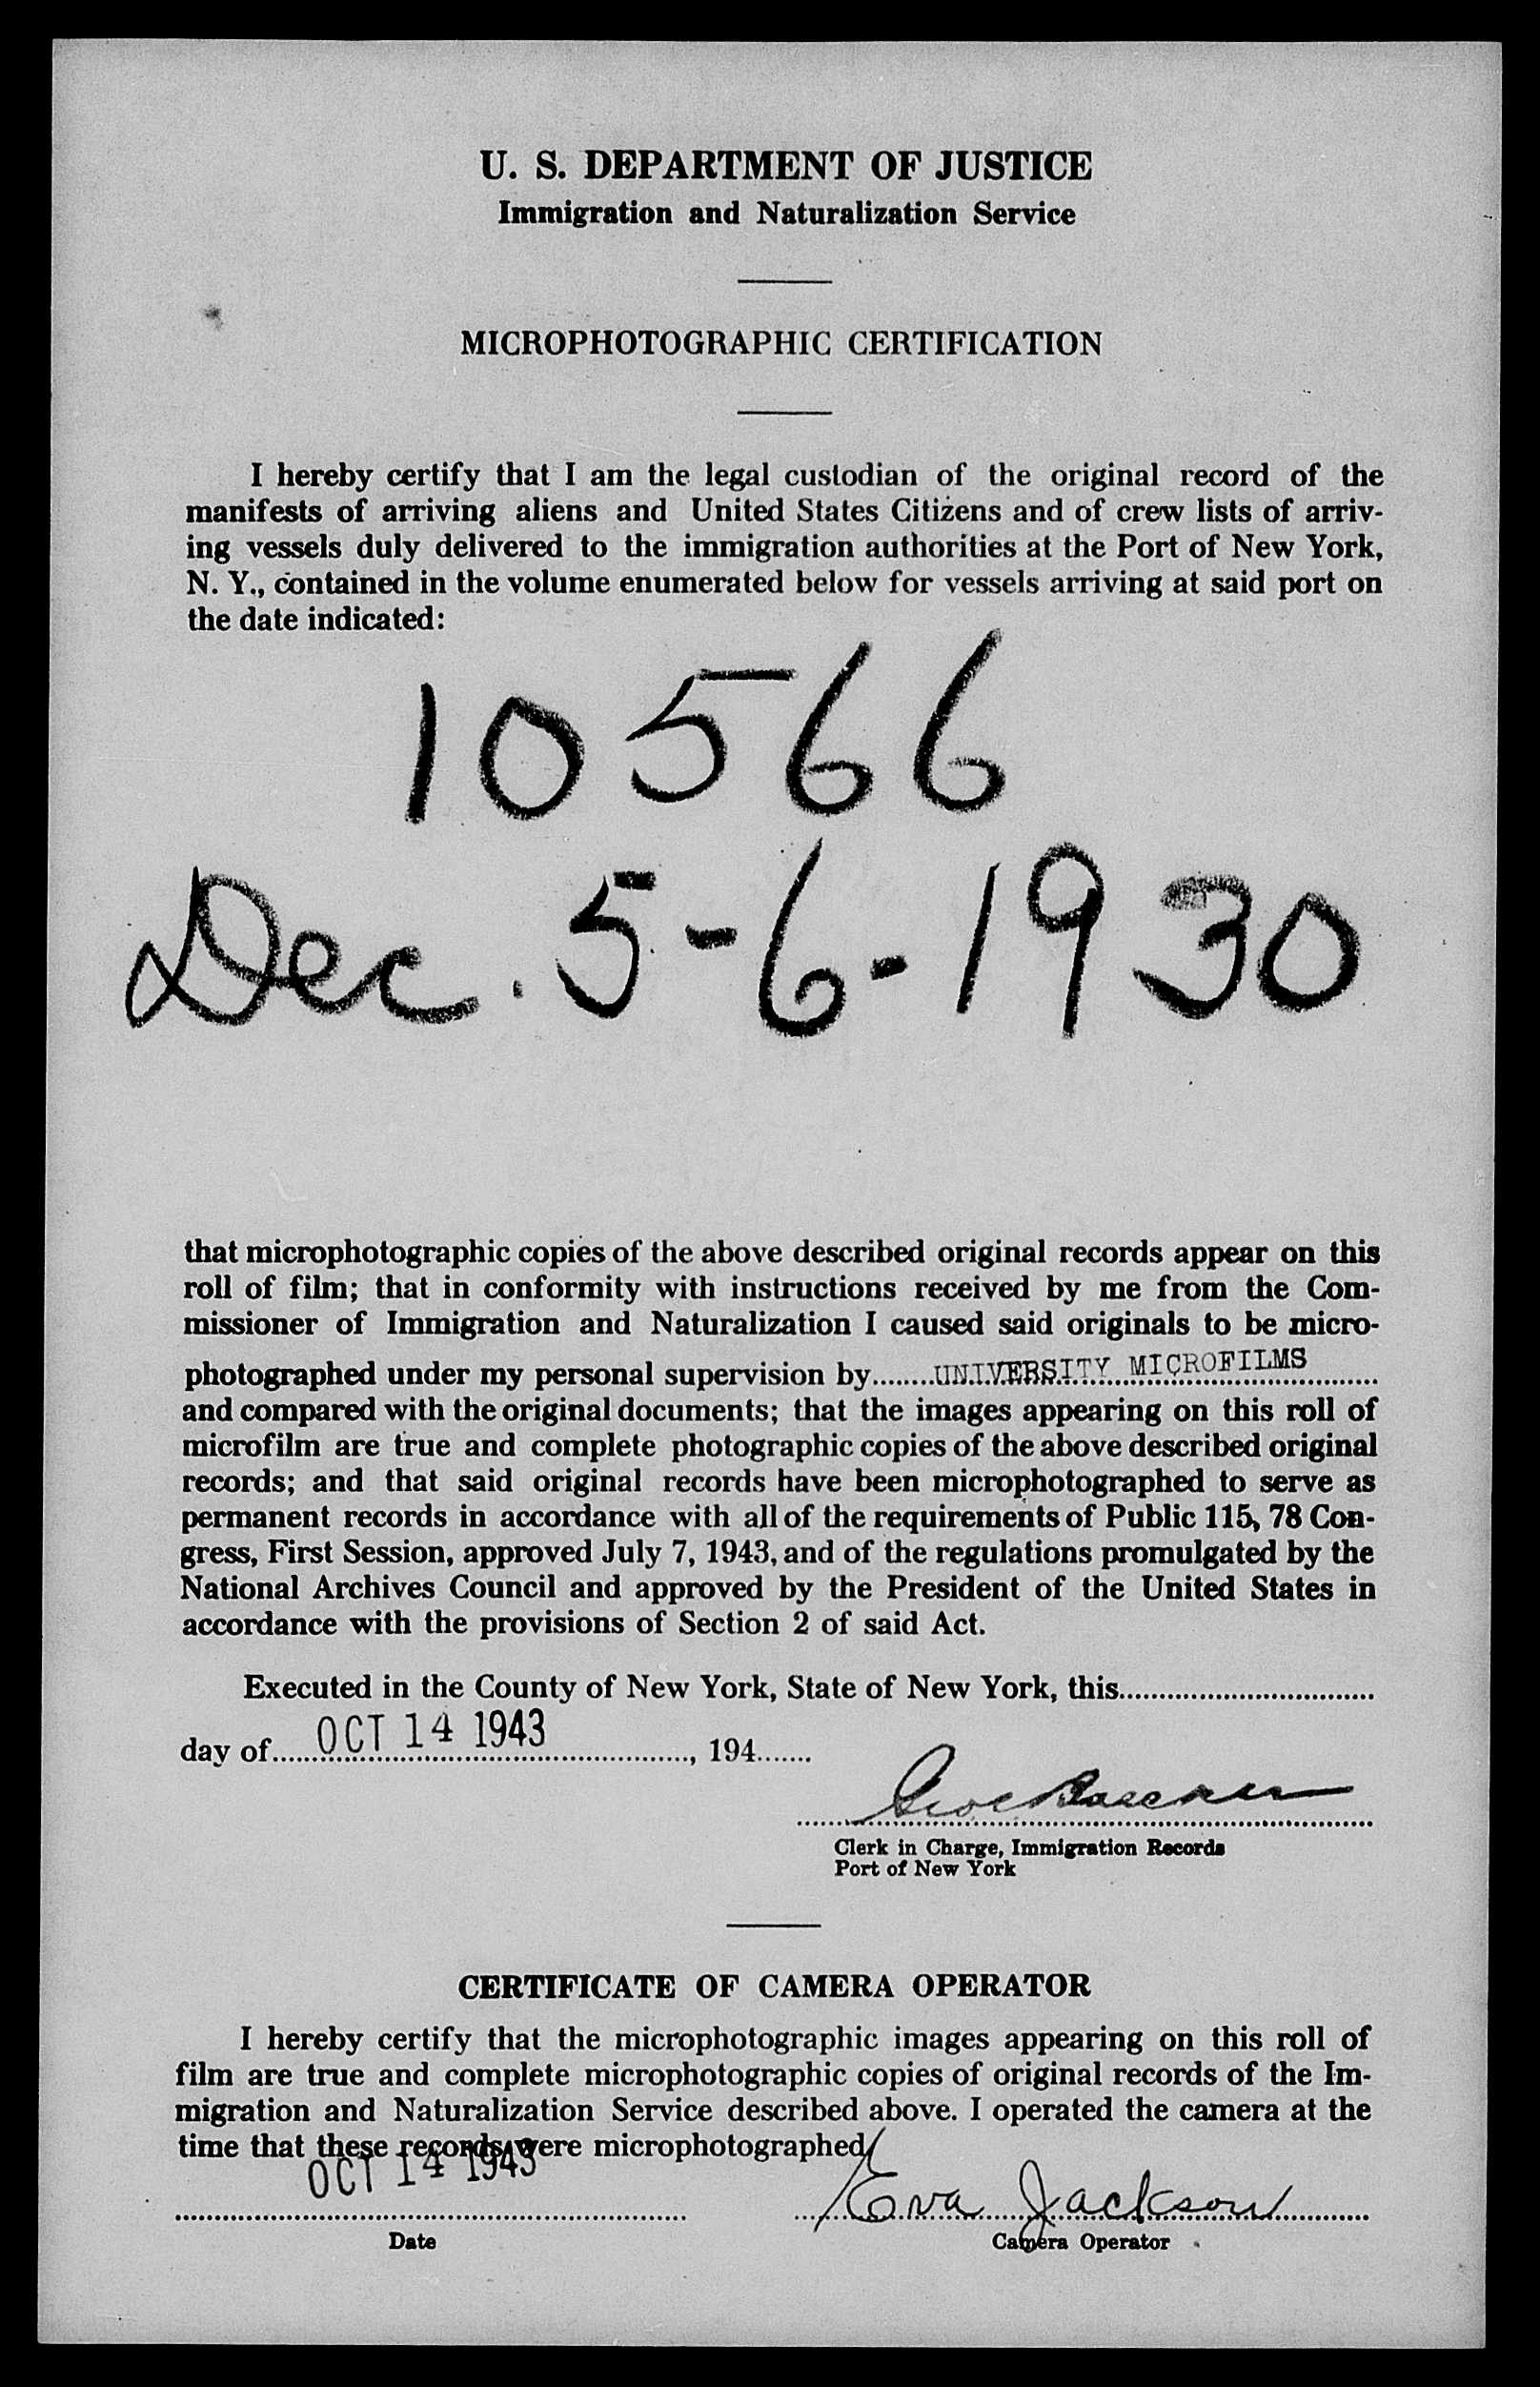 U. S. DEPARTMENT OF JUSTICE
Immigration and Naturalization Service
MICROPHOTOGRAPHIC CERTIFICATION
I hereby certify that I am the legal custodian of the original record of the
manifests of arriving aliens and United States Citizens and of crew lists of arriv-
ing vessels duly delivered to the immigration authorities at the Port of New York,
N. Y., contained in the volume enumerated below for vessels arriving at said port on
the date indicated:
10566
Dec. 5-6-1930
that microphotographic copies of the above described original records appear on this
roll of film; that in conformity with instructions received by me from the Com-
missioner of Immigration and Naturalization I caused said originals to be micro-
photographed under my personal supervision by........UNIVERSITY MICROFILMS
and compared with the original documents; that the images appearing on this roll of
microfilm are true and complete photographic copies of the above described original
records; and that said original records have been microphotographed to serve as
permanent records in accordance with all of the requirements of Public 115, 78 Con-
gress, First Session, approved July 7, 1943, and of the regulations promulgated by the
National Archives Council and approved by the President of the United States in
accordance with the provisions of Section 2 of said Act.
Executed in the County of New York, State of New York, this................................
day of...... OCT 14 1943 ......, 194.......
Clerk in Charge, Immigration Records
Port of New York
CERTIFICATE OF CAMERA OPERATOR
I hereby certify that the microphotographic images appearing on this roll of
film are true and complete microphotographic copies of original records of the Im-
migration and Naturalization Service described above. I operated the camera at the
time that these records were microphotographed
OCT 14 1943 Eva Jackson
Date Camera Operator